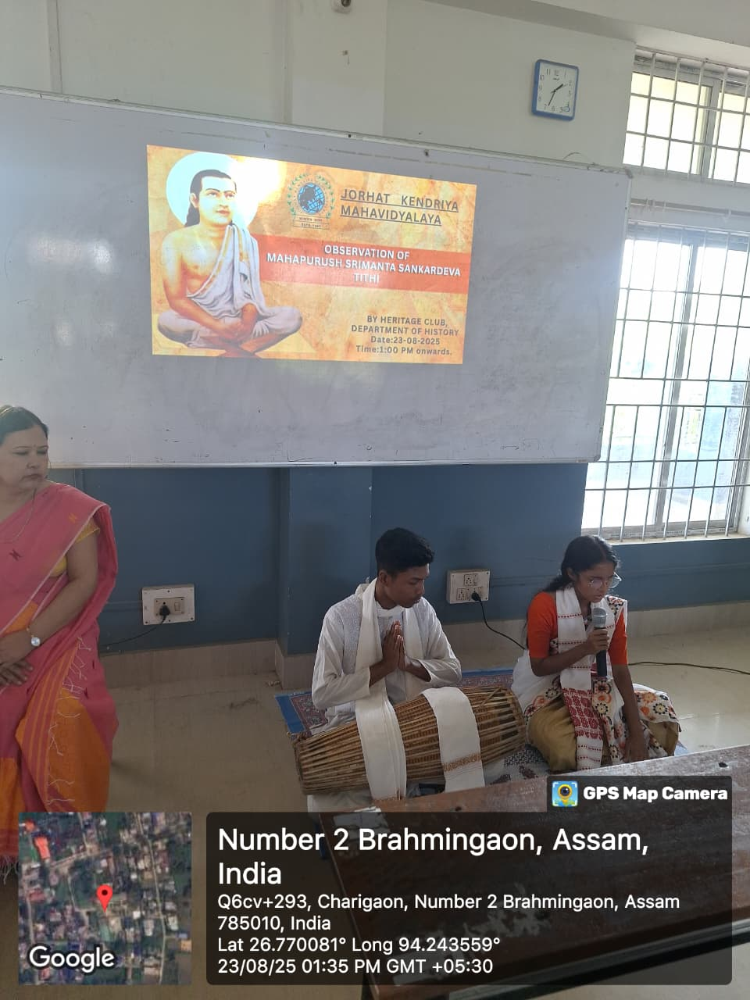 JORHAT KENDRIYA
MAHAVIDYALAYA
OBSERVATION OF
MAHAPURUSH SRIMANTA SANKARDEVA
TITHI
BY HERITAGE CLUB,
DEPARTMENT OF HISTORY
Date:23-08-2025
Time:1:00 PM onwards.
GPS Map Camera
Number 2 Brahmingaon, Assam,
India
Q6cv+293, Charigaon, Number 2 Brahmingaon, Assam
785010, India
Lat 26.770081° Long 94.243559°
23/08/25 01:35 PM GMT +05:30
Google